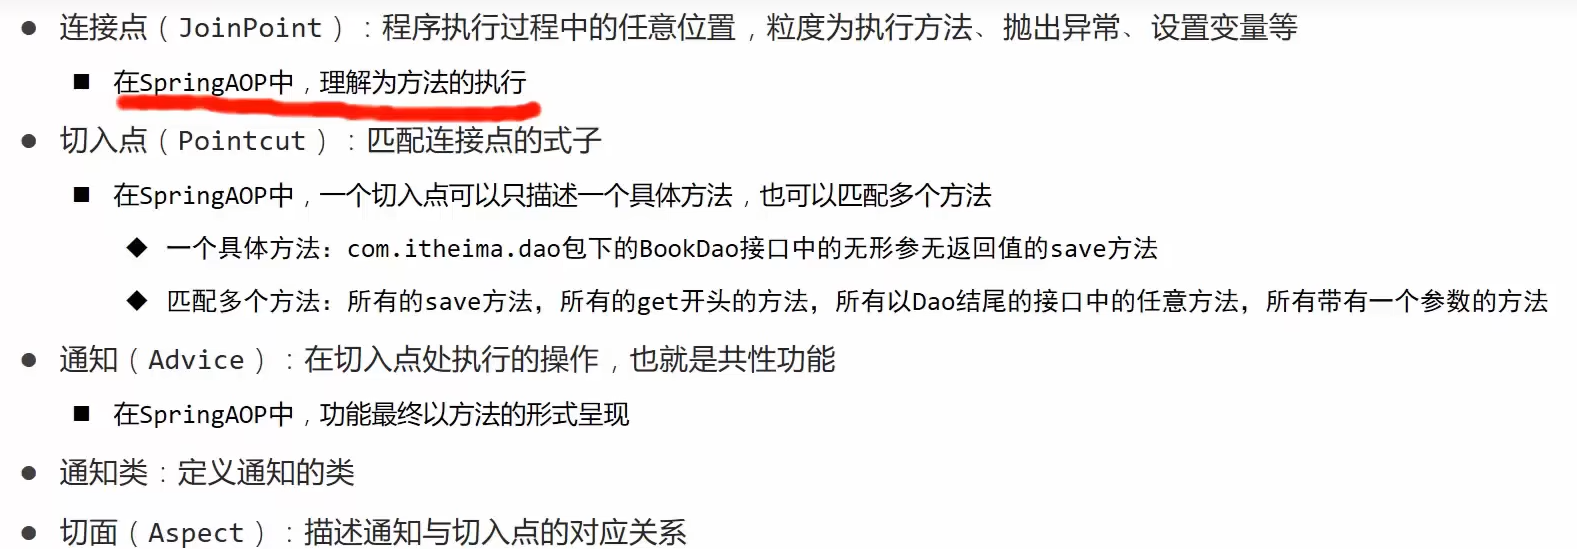 ● 连接点（JoinPoint）：程序执行过程中的任意位置，粒度为执行方法、抛出异常、设置变量等
■ 在SpringAOP中，理解为方法的执行
● 切入点（Pointcut）：匹配连接点的式子
■ 在SpringAOP中，一个切入点可以只描述一个具体方法，也可以匹配多个方法
◆ 一个具体方法：com.itheima.dao包下的BookDao接口中的无形参无返回值的save方法
◆ 匹配多个方法：所有的save方法，所有的get开头的方法，所有以Dao结尾的接口中的任意方法，所有带有一个参数的方法
● 通知（Advice）：在切入点处执行的操作，也就是共性功能
■ 在SpringAOP中，功能最终以方法的形式呈现
● 通知类：定义通知的类
● 切面（Aspect）：描述通知与切入点的对应关系